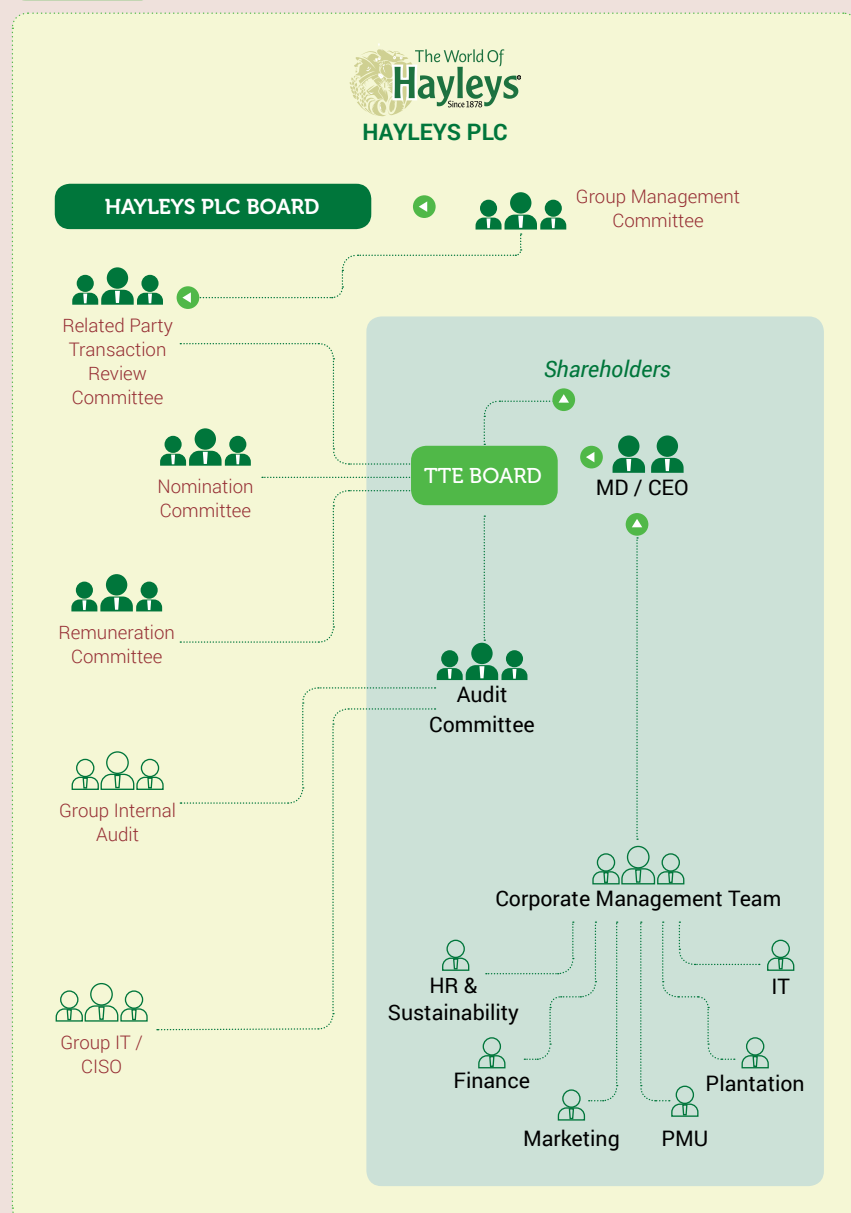 The World Of
Hayleys
Since 1878
HAYLEYS PLC
HAYLEYS PLC BOARD
Group Management
Committee
Related Party
Transaction
Review
Committee
Shareholders
Nomination
Committee
TTE BOARD
MD / CEO
Remuneration
Committee
Audit
Committee
Group Internal
Audit
Corporate Management Team
HR &
Sustainability
IT
Group IT /
CISO
Finance
Plantation
Marketing
PMU